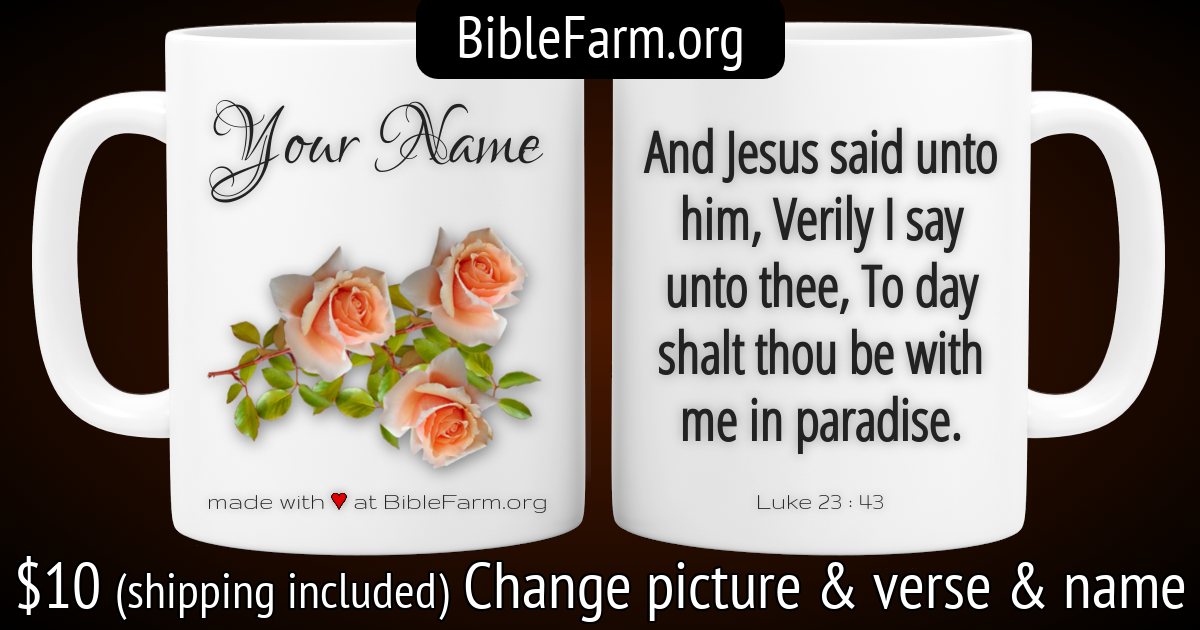 BibleFarm.org
Your Name
made with ♥ at BibleFarm.org
And Jesus said unto
him, Verily I say
unto thee, To day
shalt thou be with
me in paradise.
Luke 23 : 43
$10 (shipping included) Change picture & verse & name